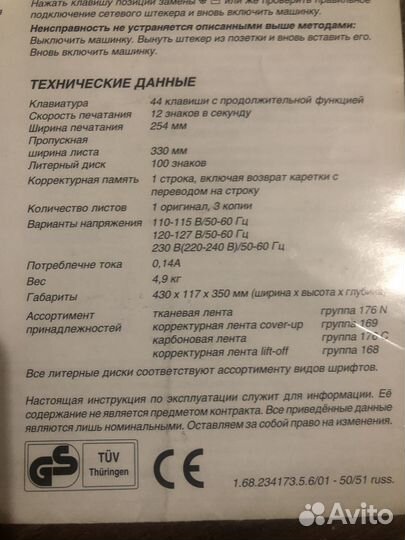 Нажать клавишу позиции замены или же проверить правильное
подключение сетевого штекера и вновь включить машинку.
Неисправность не устраняется описанными выше методами:
Выключить машинку. Вынуть штекер из позетки и вновь вставить его.
Вновь включить машинку.
ТЕХНИЧЕСКИЕ ДАННЫЕ
Клавиатура 44 клавиши с продолжительной функцией
Скорость печатания 12 знаков в секунду
Ширина печатания 254 мм
Пропускная
ширина листа 330 мм
Литерный диск 100 знаков
Корректурная память 1 строка, включая возврат каретки с
переводом на строку
Количество листов 1 оригинал, 3 копии
Варианты напряжения 110-115 В/50-60 Гц
120-127 В/50-60 Гц
230 В(220-240 В)/50-60 Гц
Потреблечне тока 0,14А
Вес 4,9 кг
Габариты 430 x 117 x 350 мм (ширина x высота x глубина)
Ассортимент тканевая лента группа 176 N
принадлежностей корректурная лента cover-up группа 169
карбоновая лента группа 176 C
корректурная лента lift-off группа 168
Все литерные диски соответствуют ассортименту видов шрифтов.
Настоящая инструкция по эксплуатации служит для информации. Её
содержание не является предметом контракта. Все приведённые данные
являются лишь номинальными. Оставляем за собой право на изменения.
GS TÜV Thüringen CE
1.68.234173.5.6/01 - 50/51 russ.
Avito